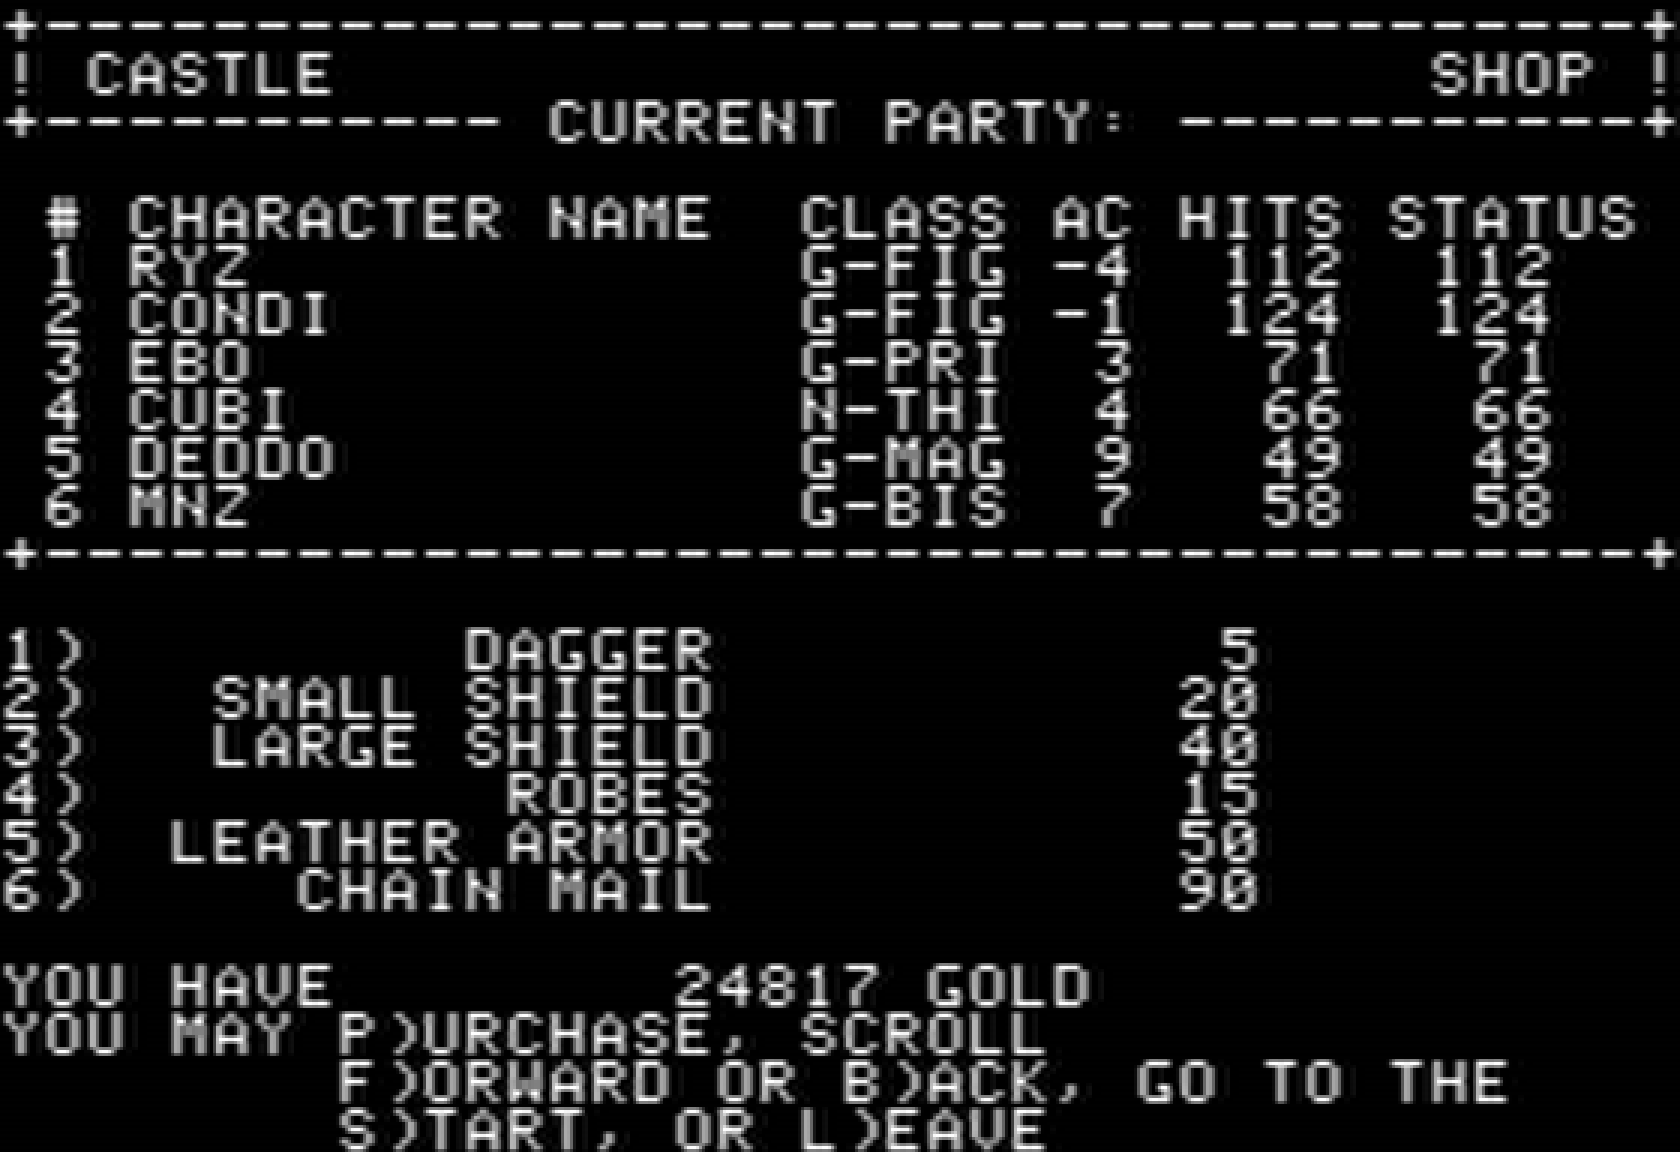 +--------------------------------------+
! CASTLE                          SHOP !
+----------- CURRENT PARTY: -----------+
 # CHARACTER NAME  CLASS AC HITS STATUS
 1 RYZ             G-FIG -4  112  112
 2 CONDI           G-FIG -1  124  124
 3 EBO             G-PRI  3   71   71
 4 CUBI            N-THI  4   66   66
 5 DEDDO           G-MAG  9   49   49
 6 MNZ             G-BIS  7   58   58
+--------------------------------------+
1)         DAGGER            5
2)   SMALL SHIELD           20
3)   LARGE SHIELD           40
4)          ROBES           15
5)  LEATHER ARMOR           50
6)     CHAIN MAIL           90
YOU HAVE        24817 GOLD
YOU MAY P)URCHASE, SCROLL
        F)ORWARD OR B)ACK, GO TO THE
        S)TART, OR L)EAVE